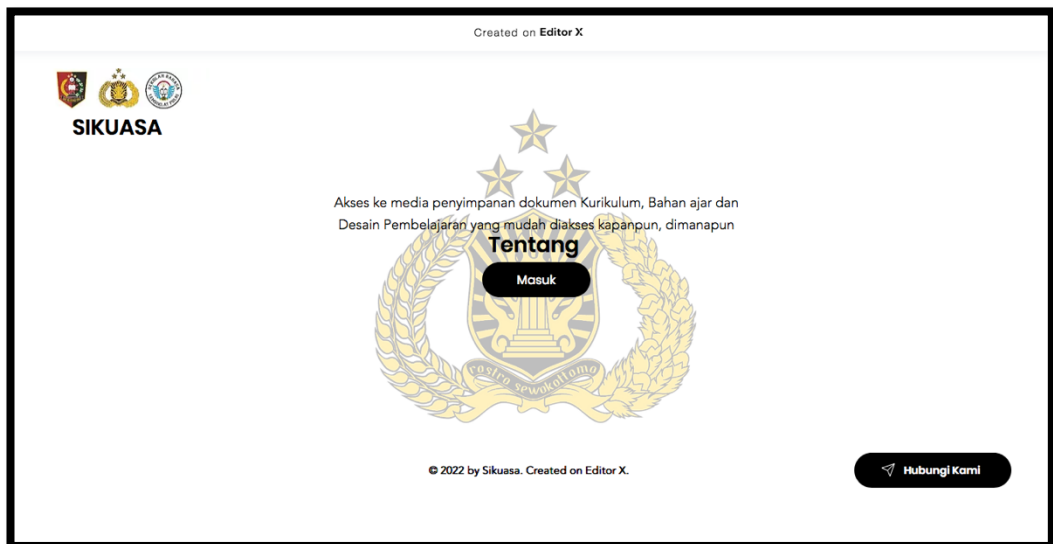 Created on Editor X
SIKUASA
Akses ke media penyimpanan dokumen Kurikulum, Bahan ajar dan
Desain Pembelajaran yang mudah diakses kapanpun, dimanapun
Tentang
Masuk
rastro sewakottama
© 2022 by Sikuasa. Created on Editor X.
Hubungi Kami